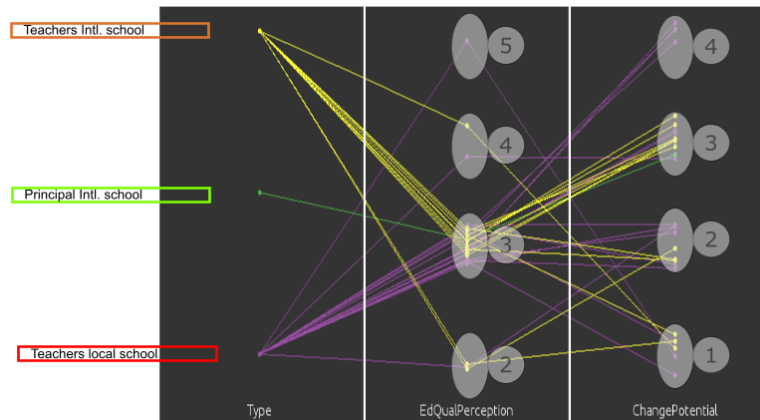 Teachers Intl. school
5
4
4
3
Principal Intl. school
3
2
Teachers local school
2
1
Type
EdQualPerception
ChangePotential